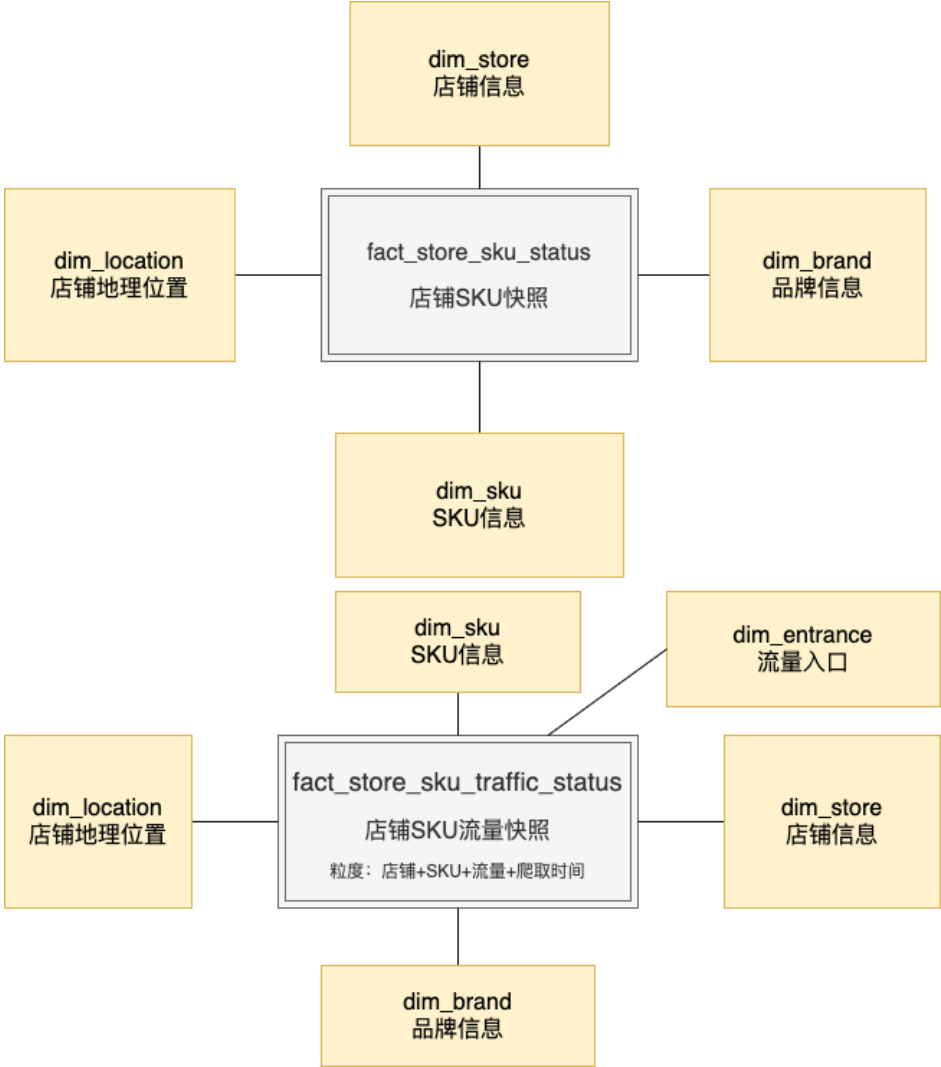 dim_store
店铺信息
dim_location
店铺地理位置
fact_store_sku_status
店铺SKU快照
dim_brand
品牌信息
dim_sku
SKU信息
dim_sku
SKU信息
dim_entrance
流量入口
dim_location
店铺地理位置
fact_store_sku_traffic_status
店铺SKU流量快照
粒度：店铺+SKU+流量+爬取时间
dim_store
店铺信息
dim_brand
品牌信息